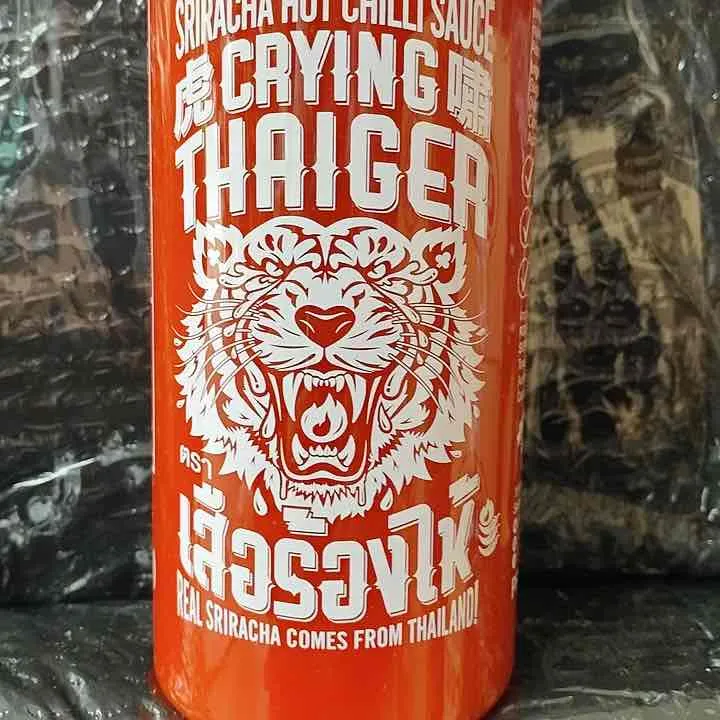 SRIRACHA HOT CHILLI SAUCE
虎 CRYING 嘯
THAIGER
ตรา
เสือร้องไห้
REAL SRIRACHA COMES FROM THAILAND!